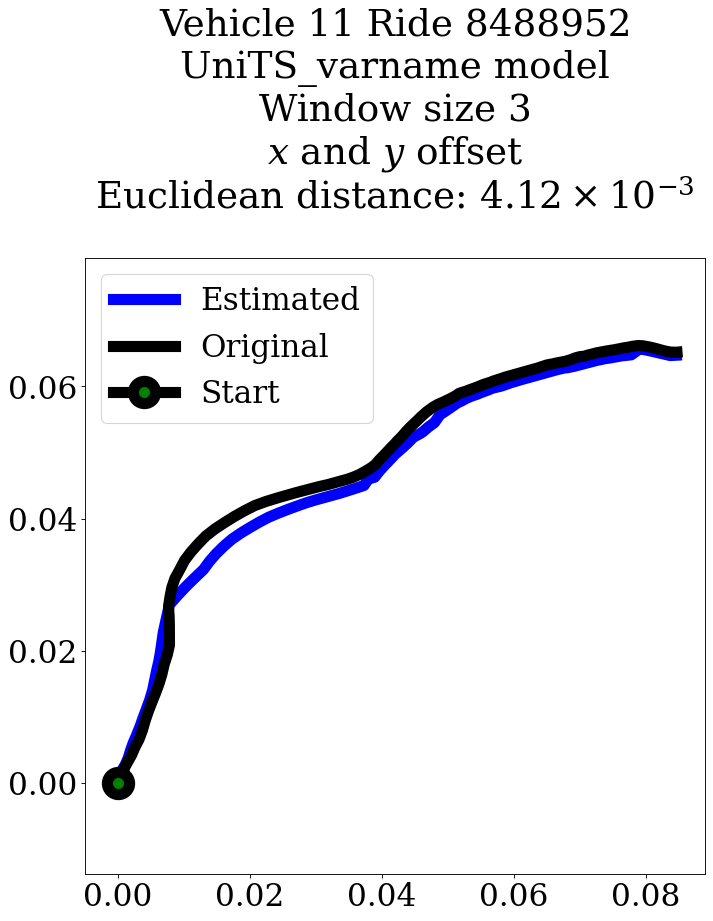 Vehicle 11 Ride 8488952
UniTS_varname model
Window size 3
x and y offset
Euclidean distance: 4.12 × 10⁻³
Estimated
Original
Start
0.06
0.04
0.02
0.00
0.00 0.02 0.04 0.06 0.08